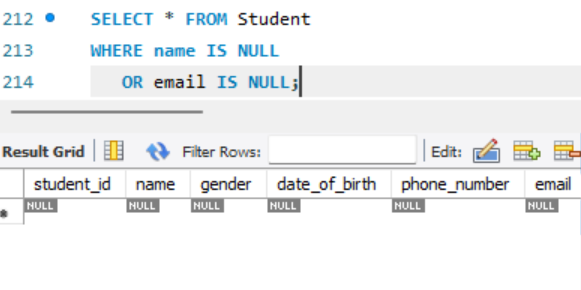 212 SELECT * FROM Student
213 WHERE name IS NULL
214 OR email IS NULL;
Result Grid Filter Rows: Edit:
student_id name gender date_of_birth phone_number email
* NULL NULL NULL NULL NULL NULL